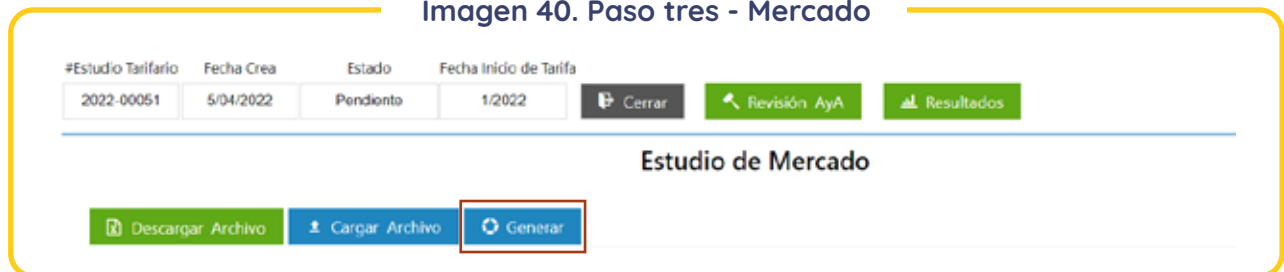 Imagen 40. Paso tres - Mercado
#Estudio Tarifario Fecha Crea Estado Fecha Inicio de Tarifa
2022-00051 5/04/2022 Pendiente 1/2022 Cerrar Revisión AyA Resultados
Estudio de Mercado
Descargar Archivo Cargar Archivo Generar